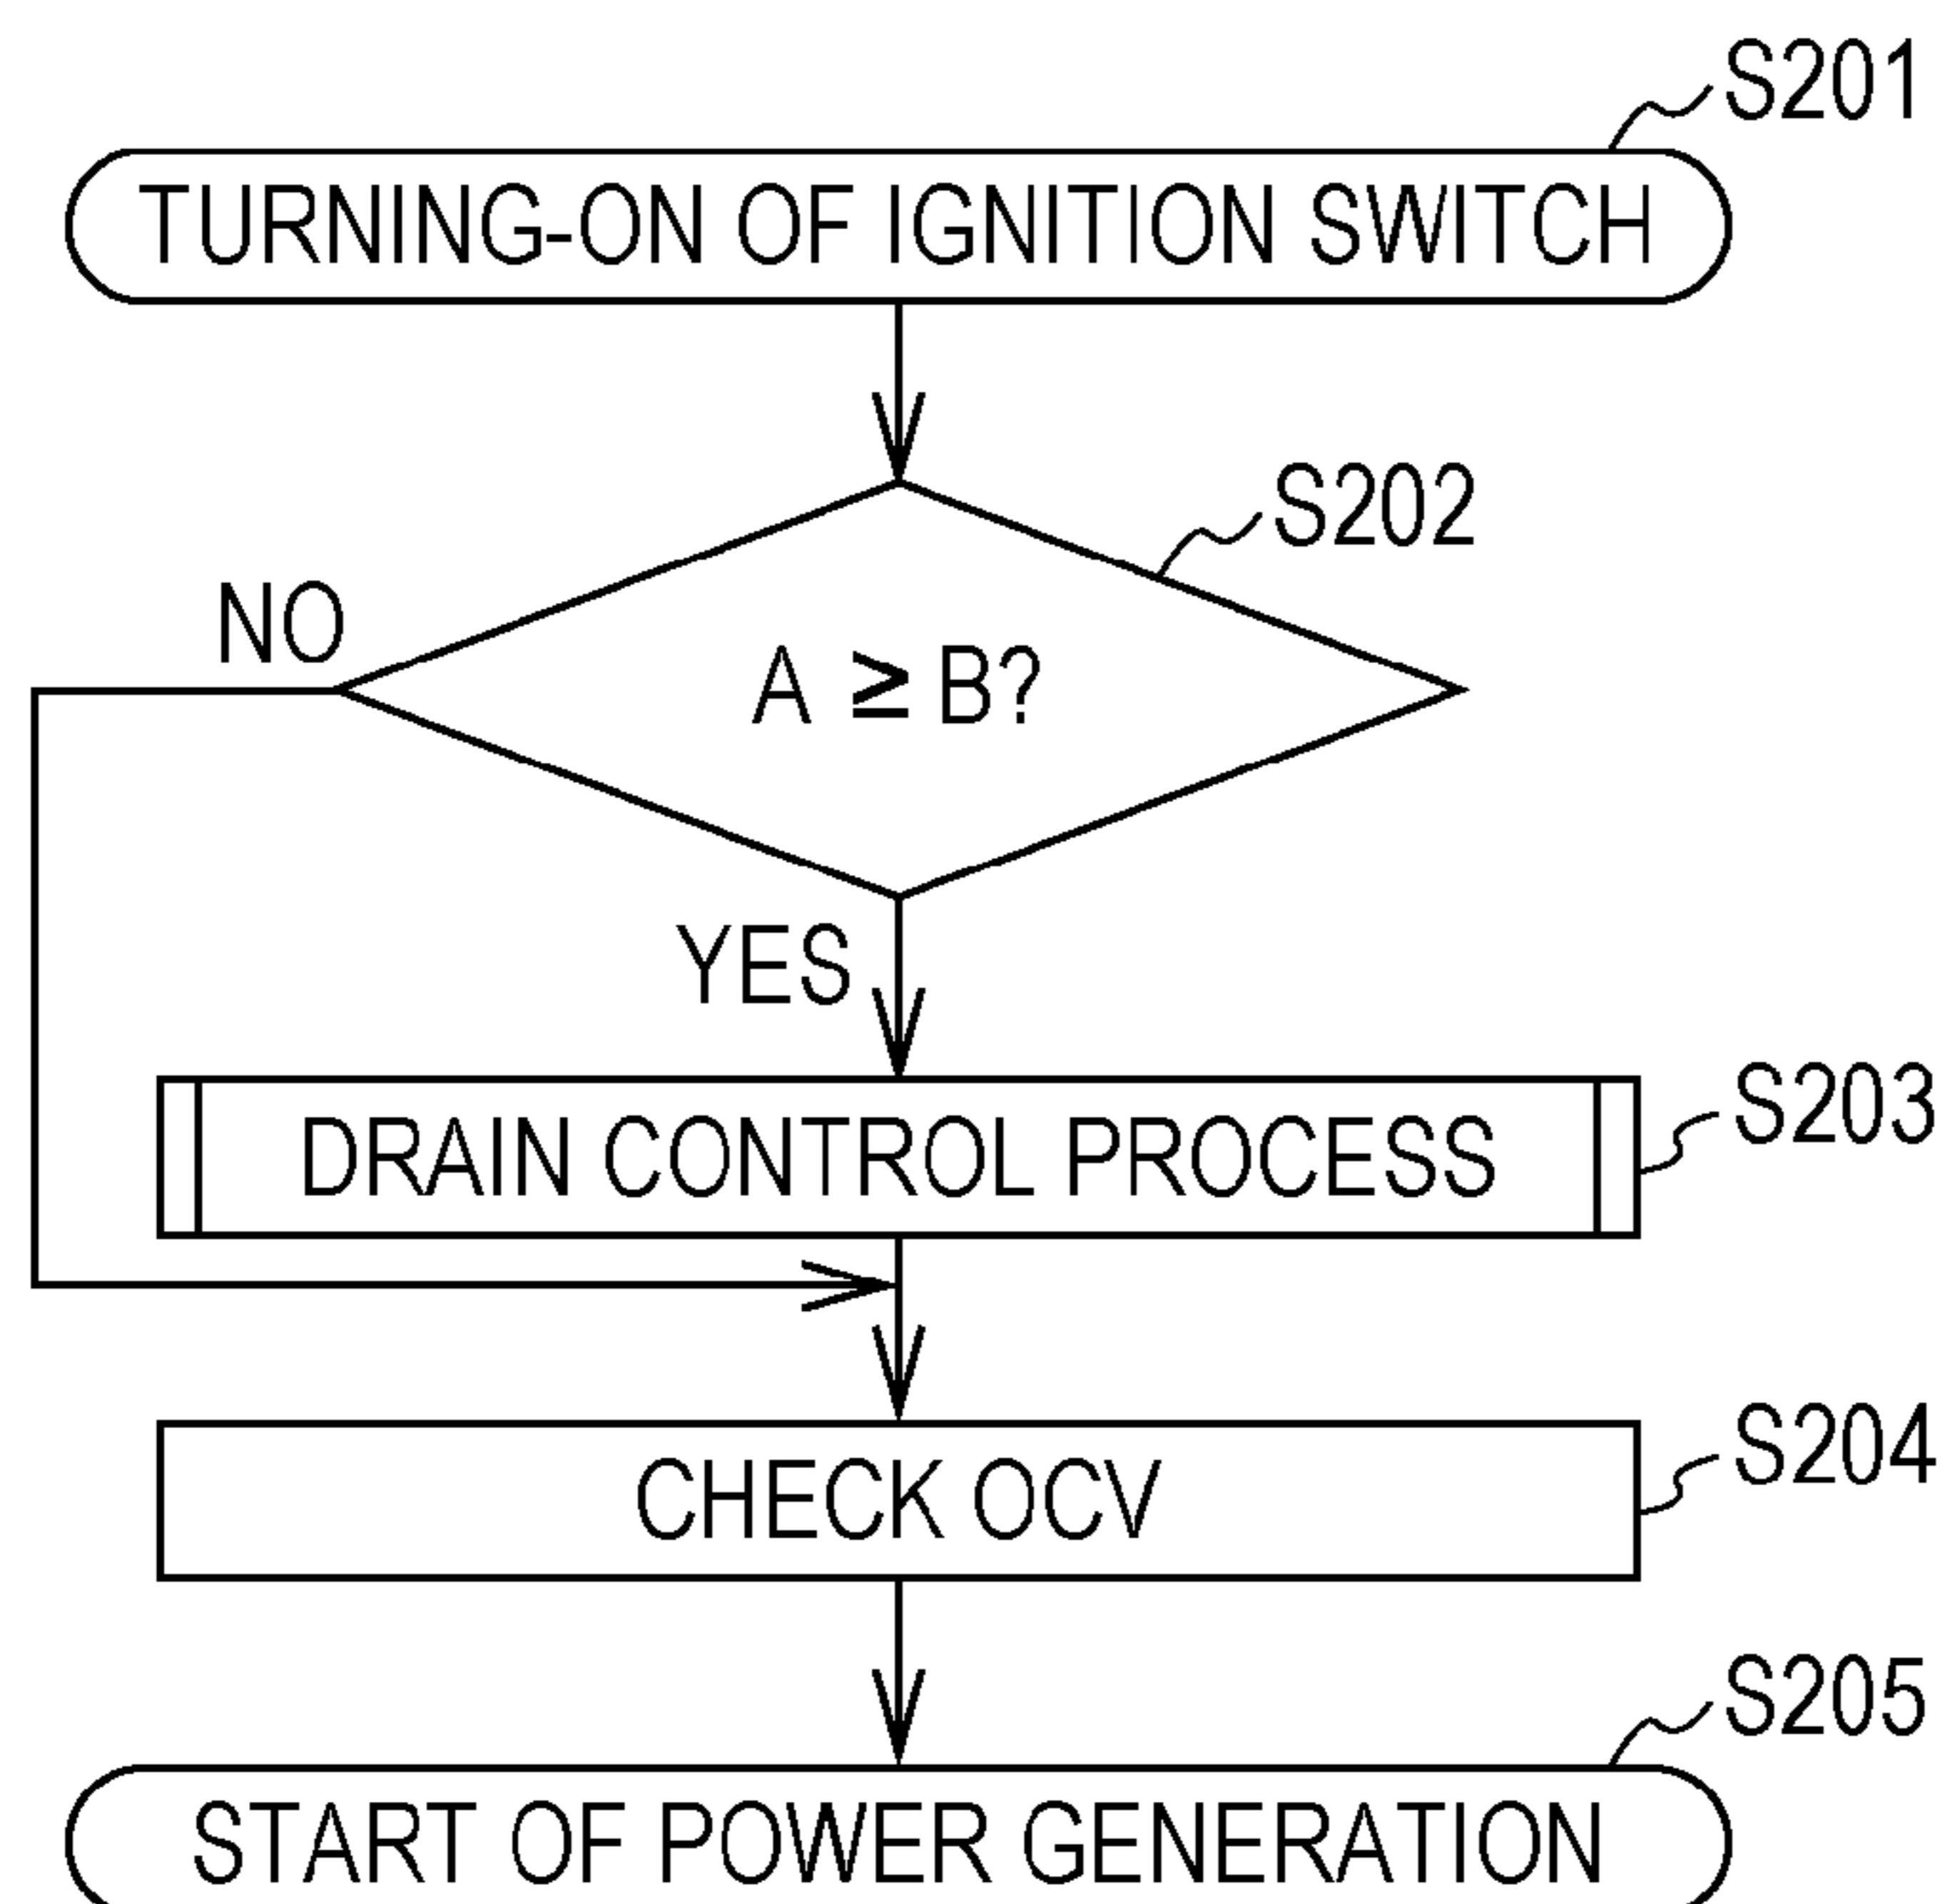 S201
TURNING-ON OF IGNITION SWITCH
S202
NO
A ≥ B?
YES
S203
DRAIN CONTROL PROCESS
S204
CHECK OCV
S205
START OF POWER GENERATION